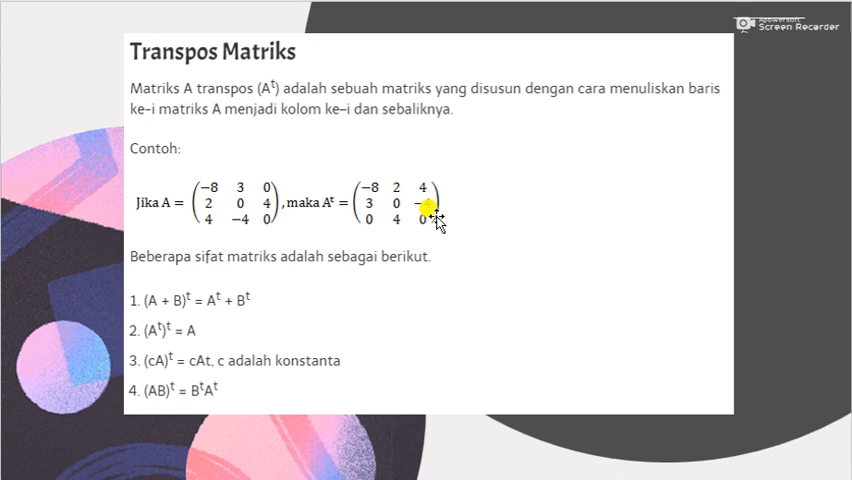 Apowersoft
Screen Recorder
Transpos Matriks
Matriks A transpos (Aᵗ) adalah sebuah matriks yang disusun dengan cara menuliskan baris
ke-i matriks A menjadi kolom ke–i dan sebaliknya.
Contoh:
Jika A = (−8 3 0; 2 0 4; 4 −4 0), maka Aᵗ = (−8 2 4; 3 0 −4; 0 4 0)
Beberapa sifat matriks adalah sebagai berikut.
1. (A + B)ᵗ = Aᵗ + Bᵗ
2. (Aᵗ)ᵗ = A
3. (cA)ᵗ = cAt, c adalah konstanta
4. (AB)ᵗ = BᵗAᵗ